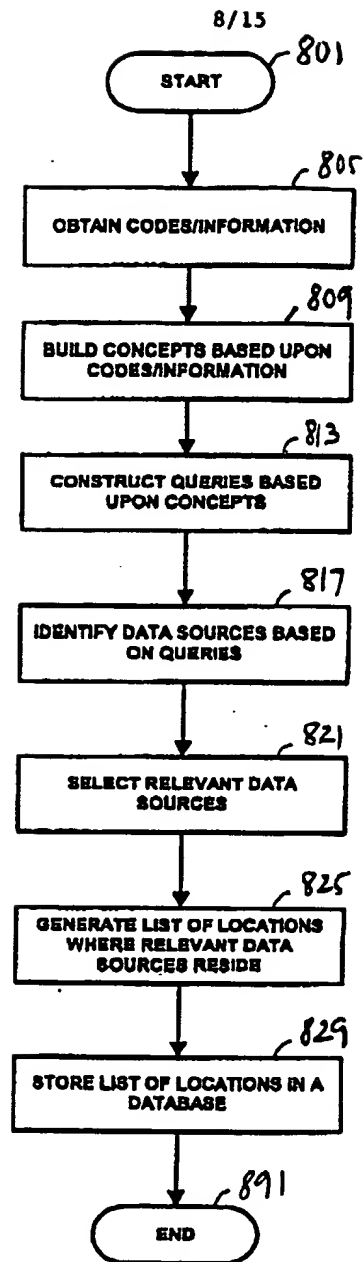 8/15
801
START
805
OBTAIN CODES/INFORMATION
809
BUILD CONCEPTS BASED UPON
CODES/INFORMATION
813
CONSTRUCT QUERIES BASED
UPON CONCEPTS
817
IDENTIFY DATA SOURCES BASED
ON QUERIES
821
SELECT RELEVANT DATA
SOURCES
825
GENERATE LIST OF LOCATIONS
WHERE RELEVANT DATA
SOURCES RESIDE
829
STORE LIST OF LOCATIONS IN A
DATABASE
891
END